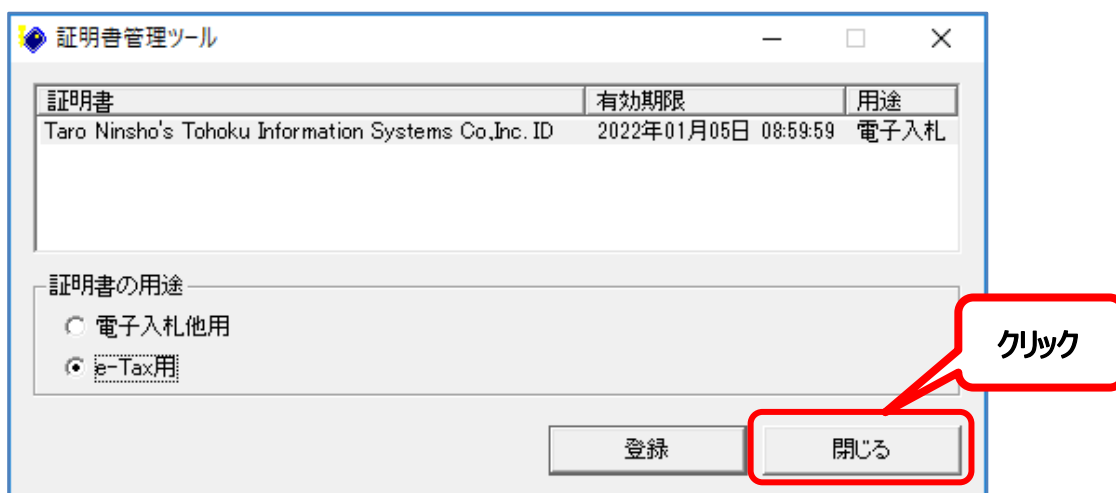 証明書管理ツール
証明書 有効期限 用途
Taro Ninsho's Tohoku Information Systems Co,Inc. ID 2022年01月05日 08:59:59 電子入札
証明書の用途
電子入札他用
e-Tax用
クリック
登録 閉じる